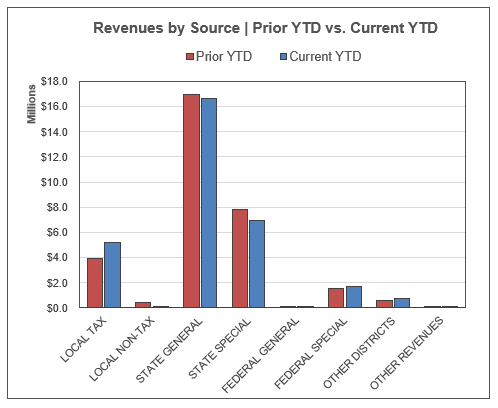 Revenues by Source | Prior YTD vs. Current YTD
Prior YTD Current YTD
Millions
$18.0
$16.0
$14.0
$12.0
$10.0
$8.0
$6.0
$4.0
$2.0
$0.0
LOCAL TAX
LOCAL NON-TAX
STATE GENERAL
STATE SPECIAL
FEDERAL GENERAL
FEDERAL SPECIAL
OTHER DISTRICTS
OTHER REVENUES